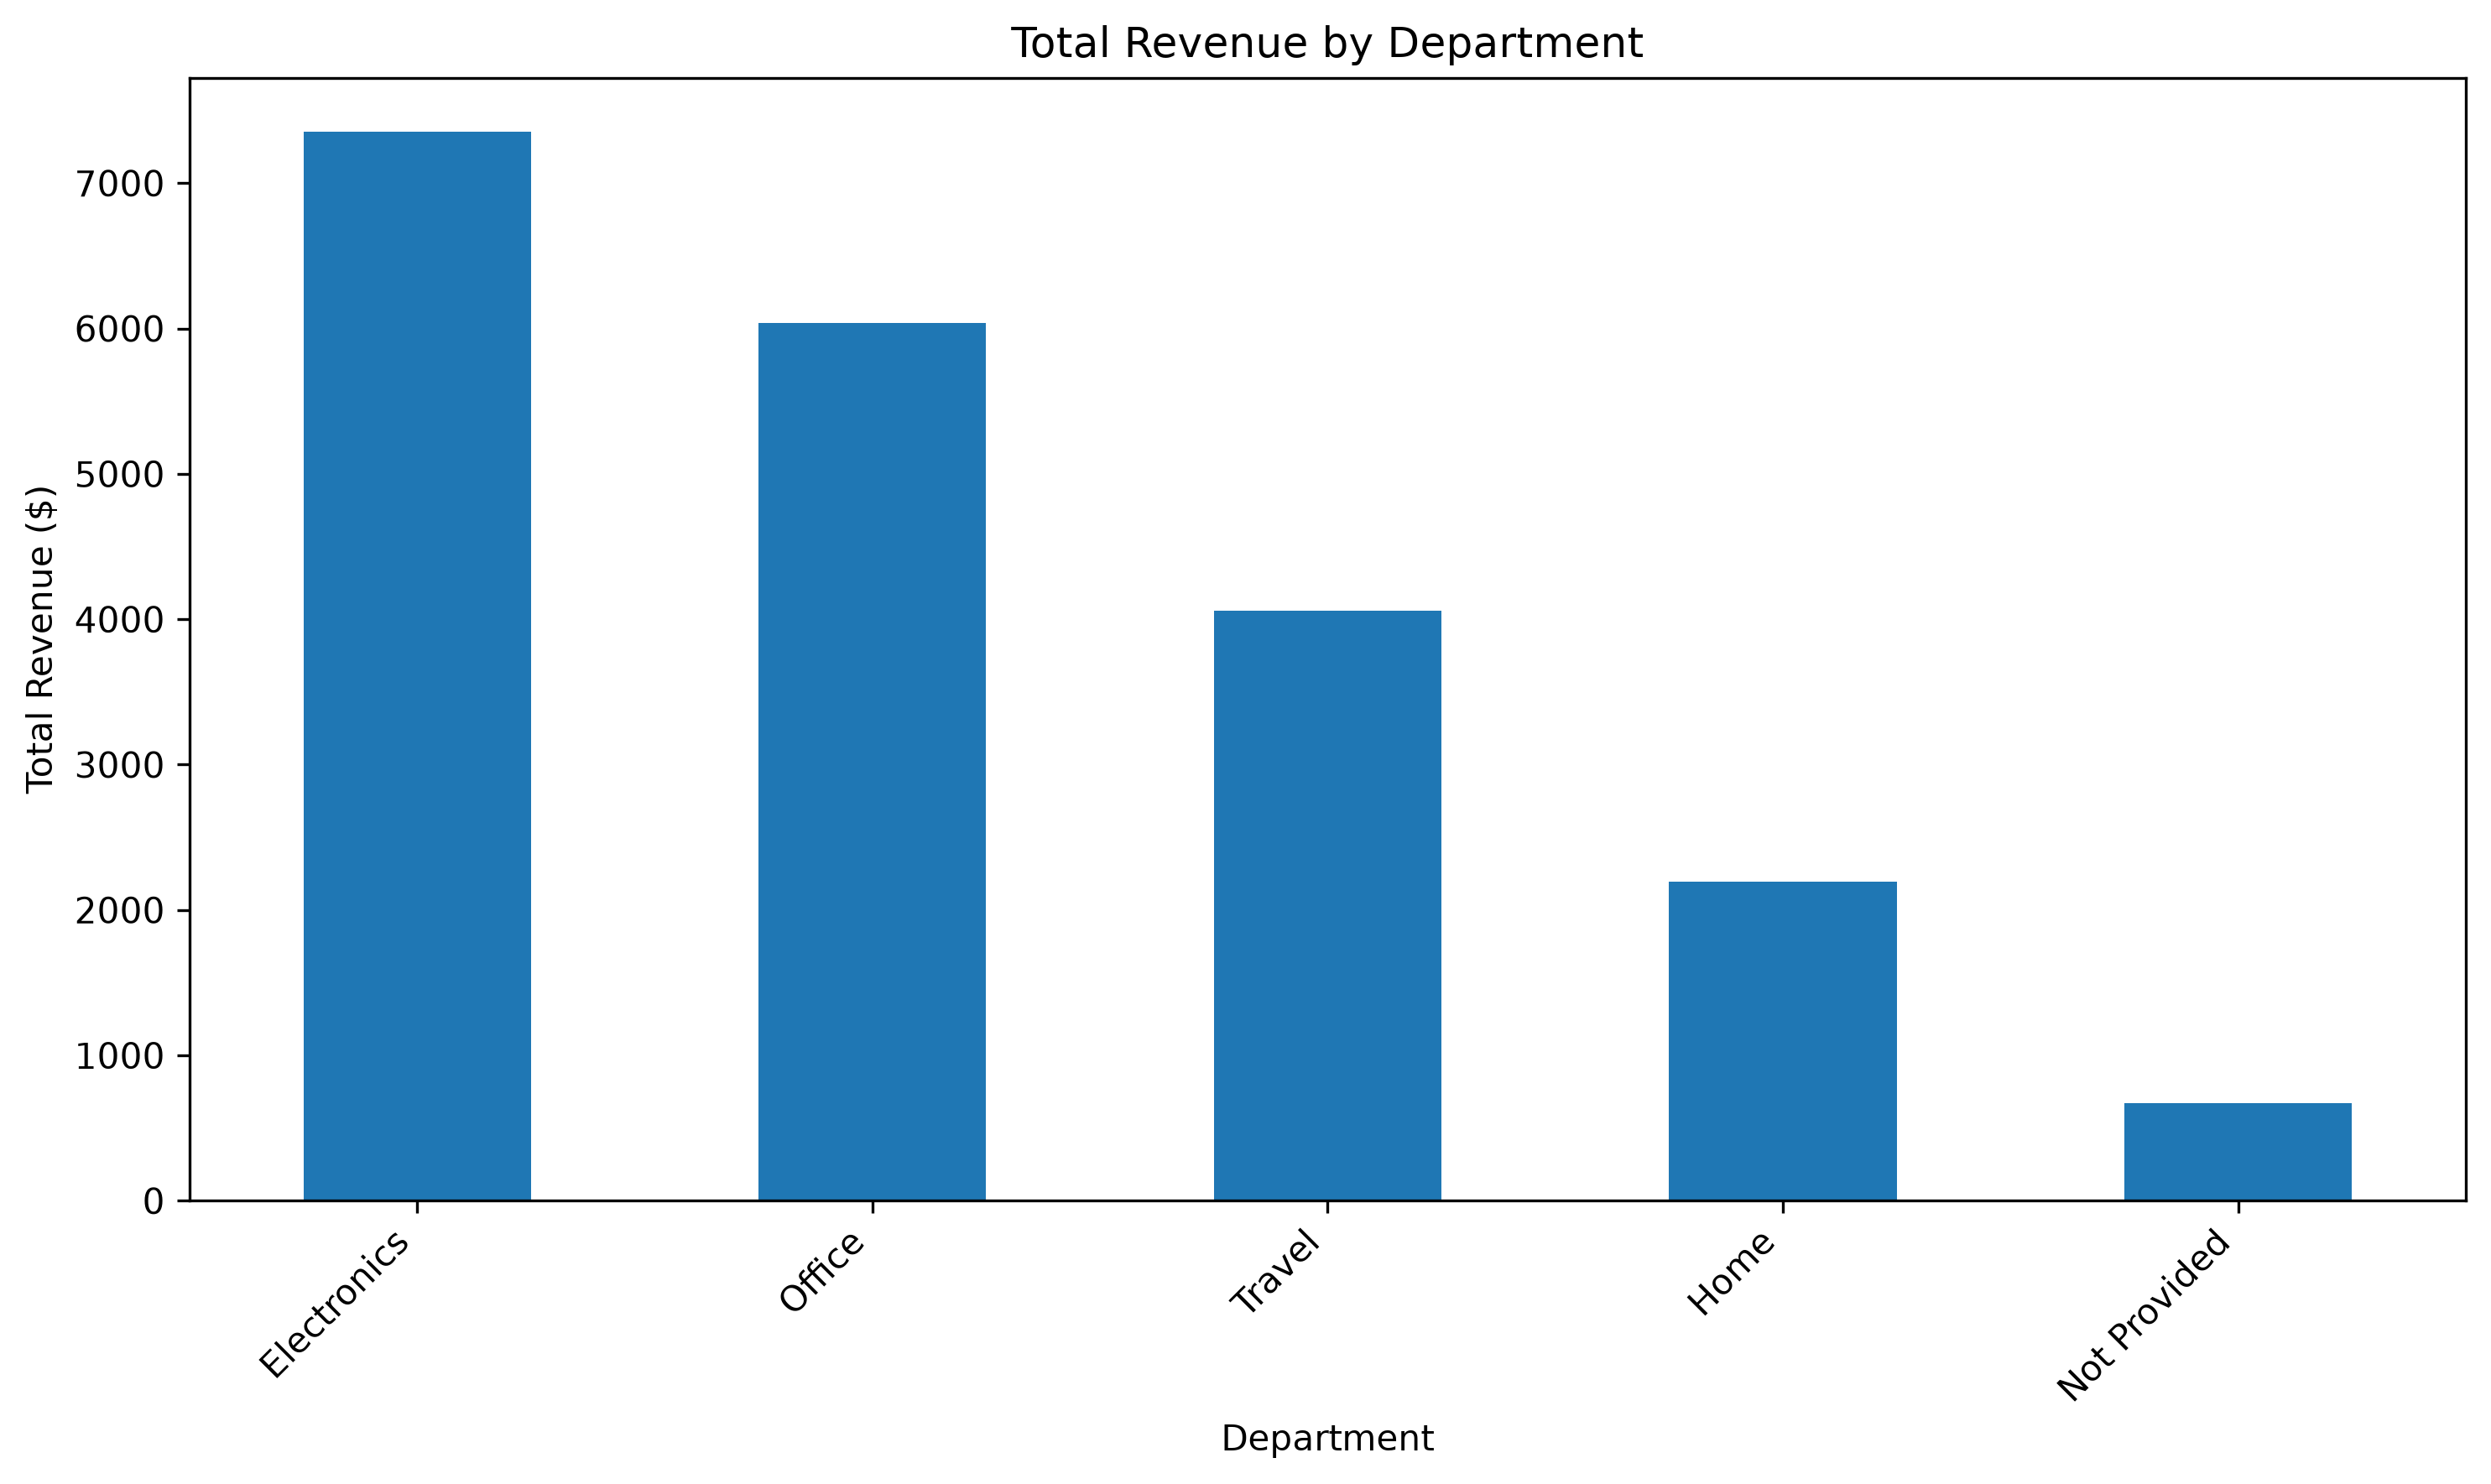 Total Revenue by Department
Total Revenue ($)
7000
6000
5000
4000
3000
2000
1000
0
Electronics
Office
Travel
Home
Not Provided
Department